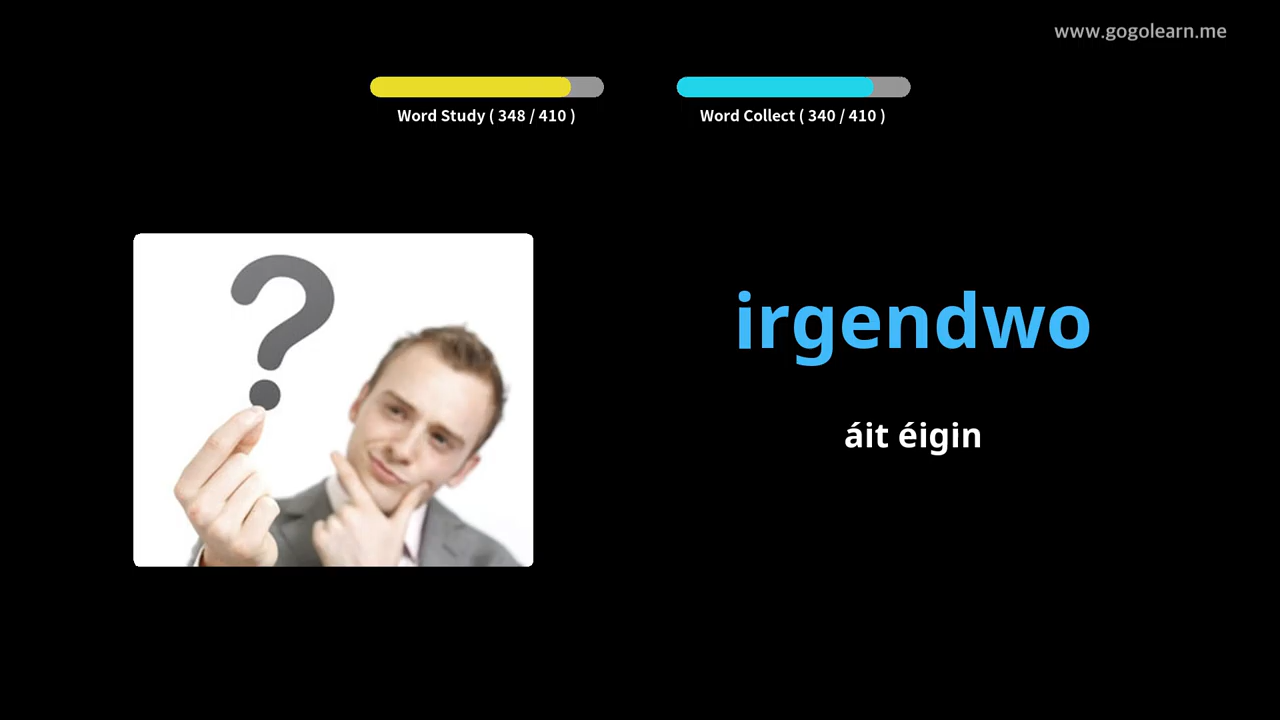 www.gogolearn.me
Word Study ( 348 / 410 )
Word Collect ( 340 / 410 )
irgendwo
áit éigin